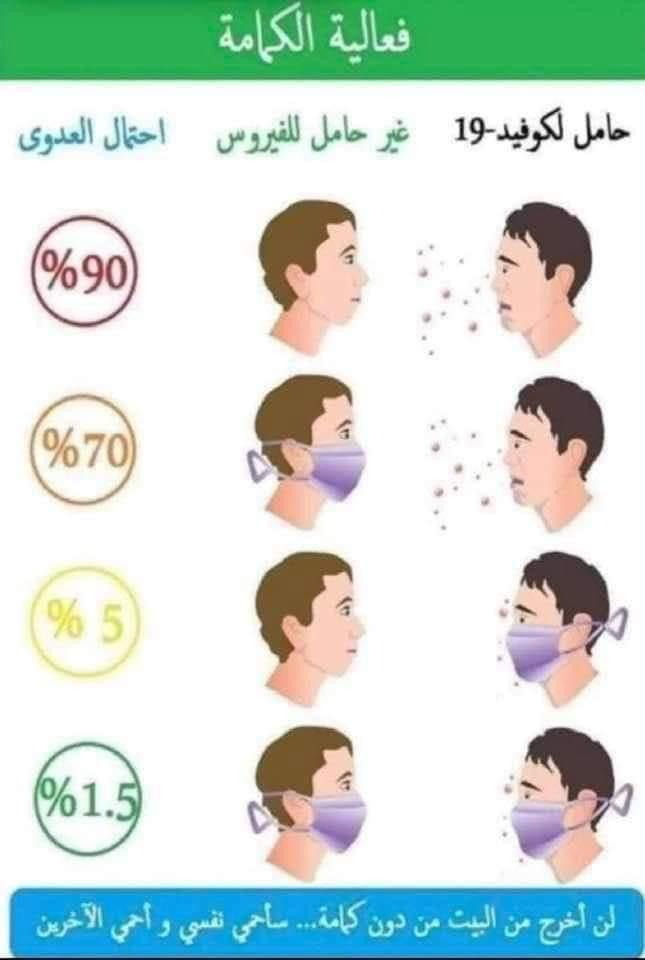 فعالية الكمامة
حامل لكوفيد-19 غير حامل للفيروس احتمال العدوى
%90
%70
% 5
%1.5
لن أخرج من البيت من دون كمامة... سأحمي نفسي و أحمي الآخرين